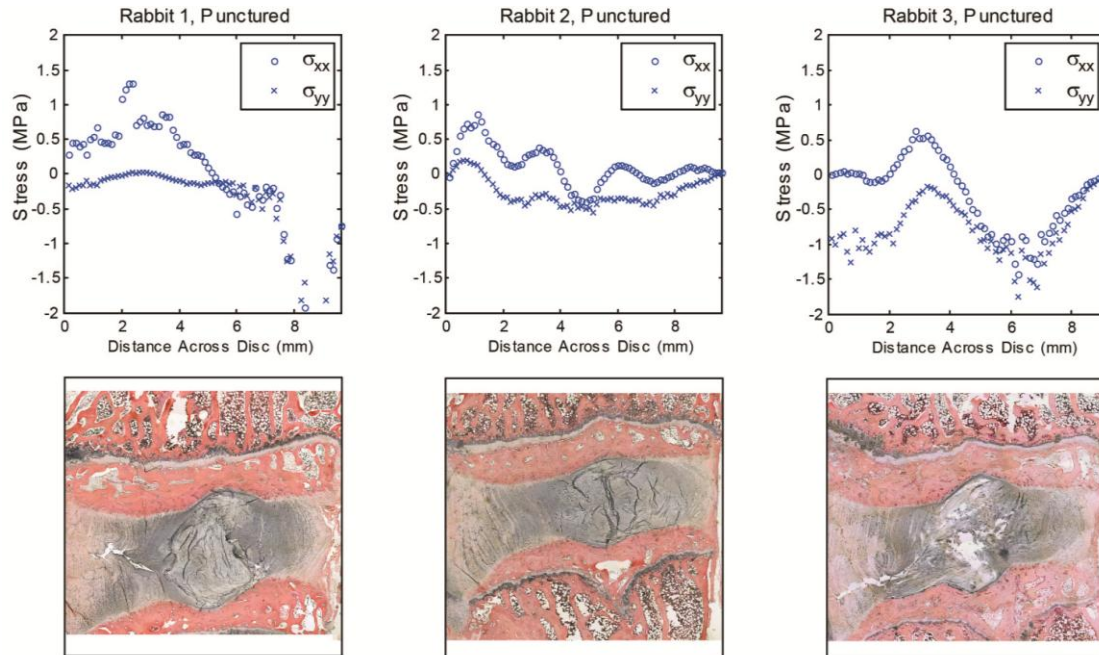 Rabbit 1, Punctured
2
1.5
1
0.5
0
-0.5
-1
-1.5
-2
Stress (MPa)
σxx
σyy
0 2 4 6 8
Distance Across Disc (mm)
Rabbit 2, Punctured
2
1.5
1
0.5
0
-0.5
-1
-1.5
-2
Stress (MPa)
σxx
σyy
0 2 4 6 8
Distance Across Disc (mm)
Rabbit 3, Punctured
2
1.5
1
0.5
0
-0.5
-1
-1.5
-2
Stress (MPa)
σxx
σyy
0 2 4 6 8
Distance Across Disc (mm)